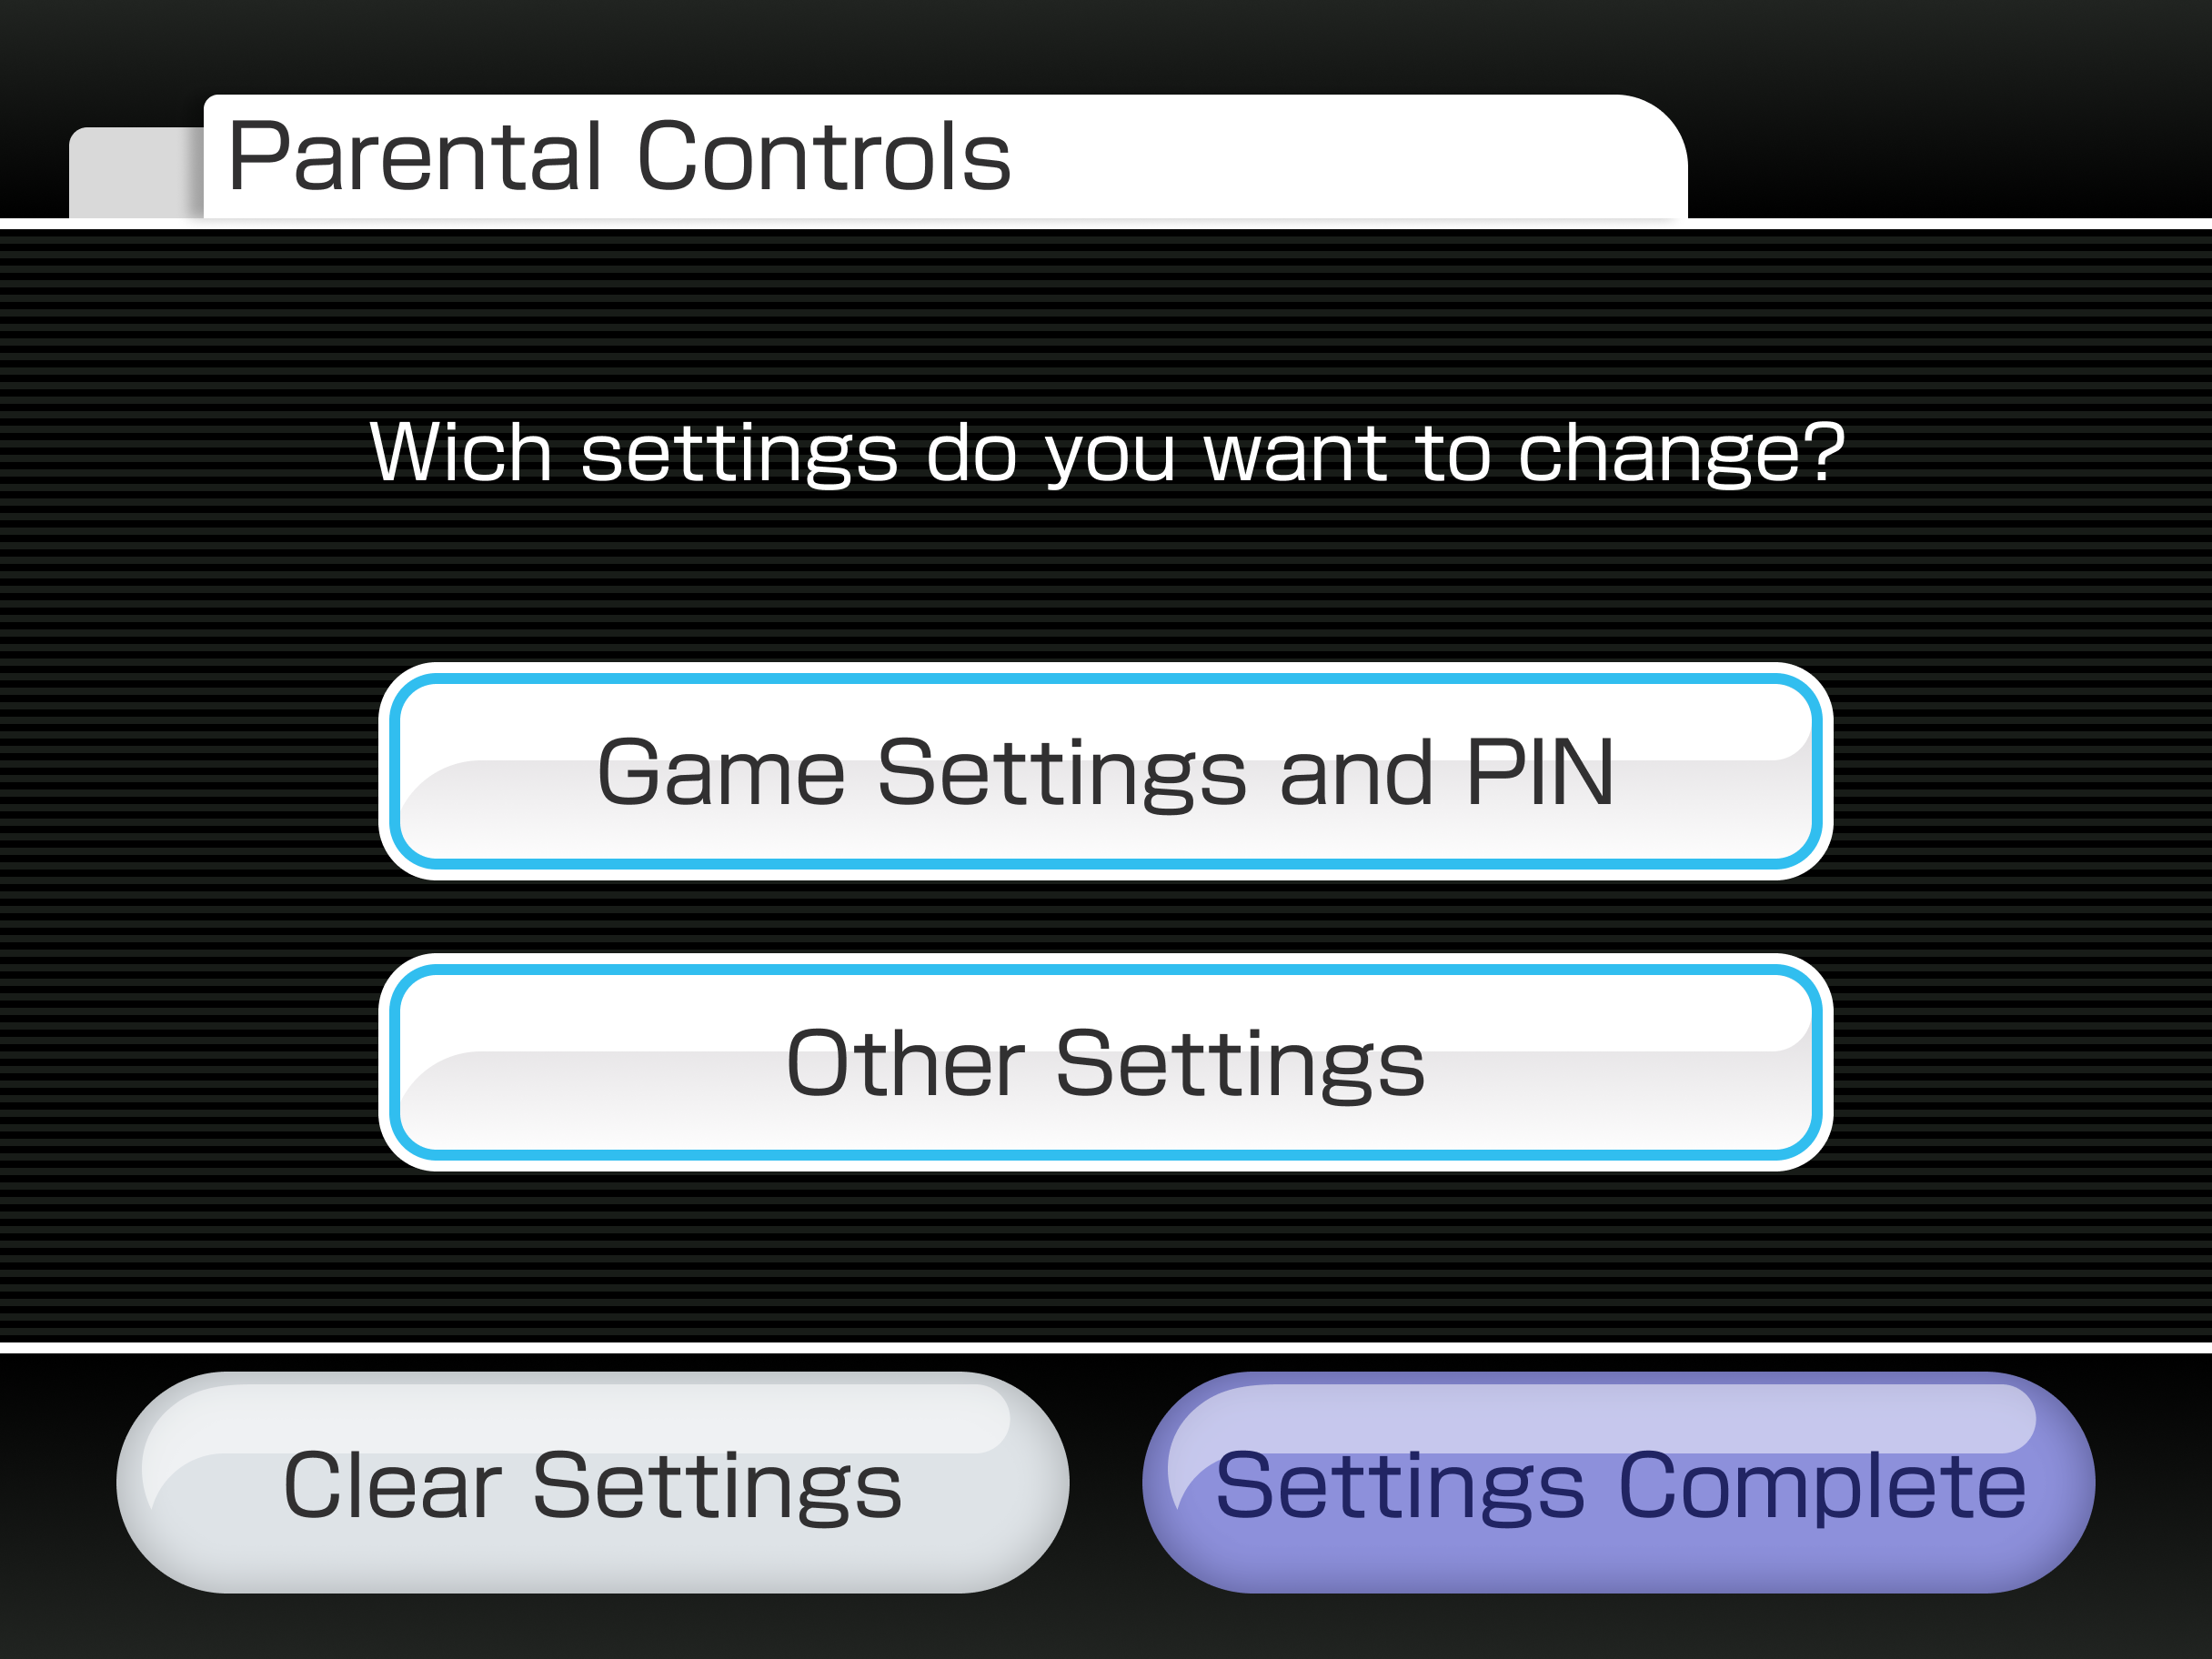 Parental Controls
Wich settings do you want to change?
Game Settings and PIN
Other Settings
Clear Settings
Settings Complete